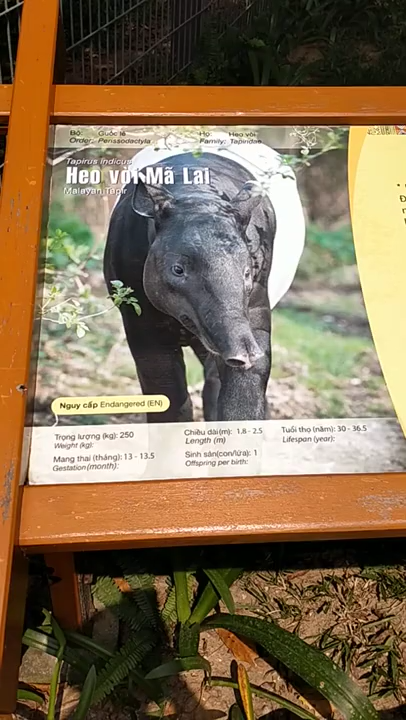 Bộ: Guốc lẻ
Order: Perissodactyla
Họ: Heo vòi
Family: Tapiridae
Tapirus indicus
Heo vòi Mã Lai
Malayan Tapir
Nguy cấp Endangered (EN)
Trọng lượng (kg): 250
Weight (kg):
Chiều dài(m): 1.8 - 2.5
Length (m)
Tuổi thọ (năm): 30 - 36.5
Lifespan (year):
Mang thai (tháng): 13 - 13.5
Gestation (month):
Sinh sản(con/lứa): 1
Offspring per birth: